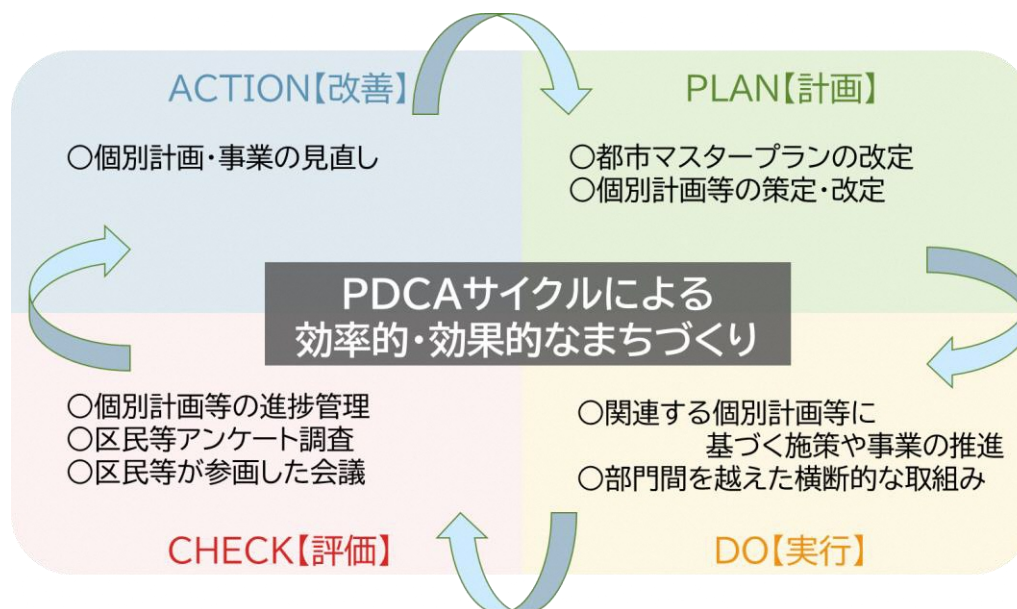 ACTION【改善】
○個別計画・事業の見直し
PLAN【計画】
○都市マスタープランの改定
○個別計画等の策定・改定
PDCAサイクルによる
効率的・効果的なまちづくり
○個別計画等の進捗管理
○区民等アンケート調査
○区民等が参画した会議
CHECK【評価】
○関連する個別計画等に
基づく施策や事業の推進
○部門間を越えた横断的な取組み
DO【実行】